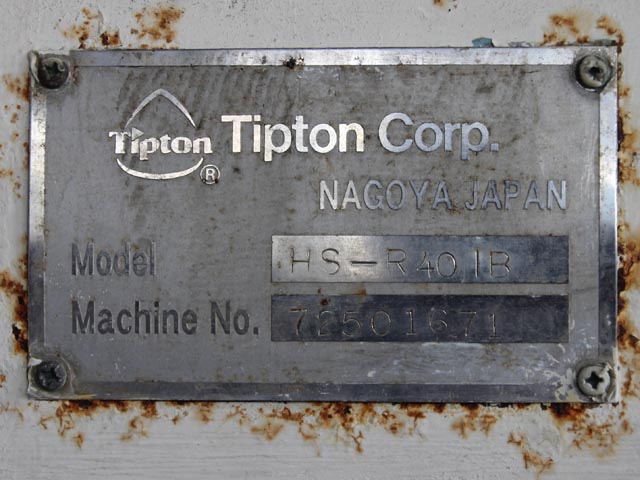 Tipton ® Tipton Corp.
NAGOYA JAPAN
Model HS-R401B
Machine No. 72501671